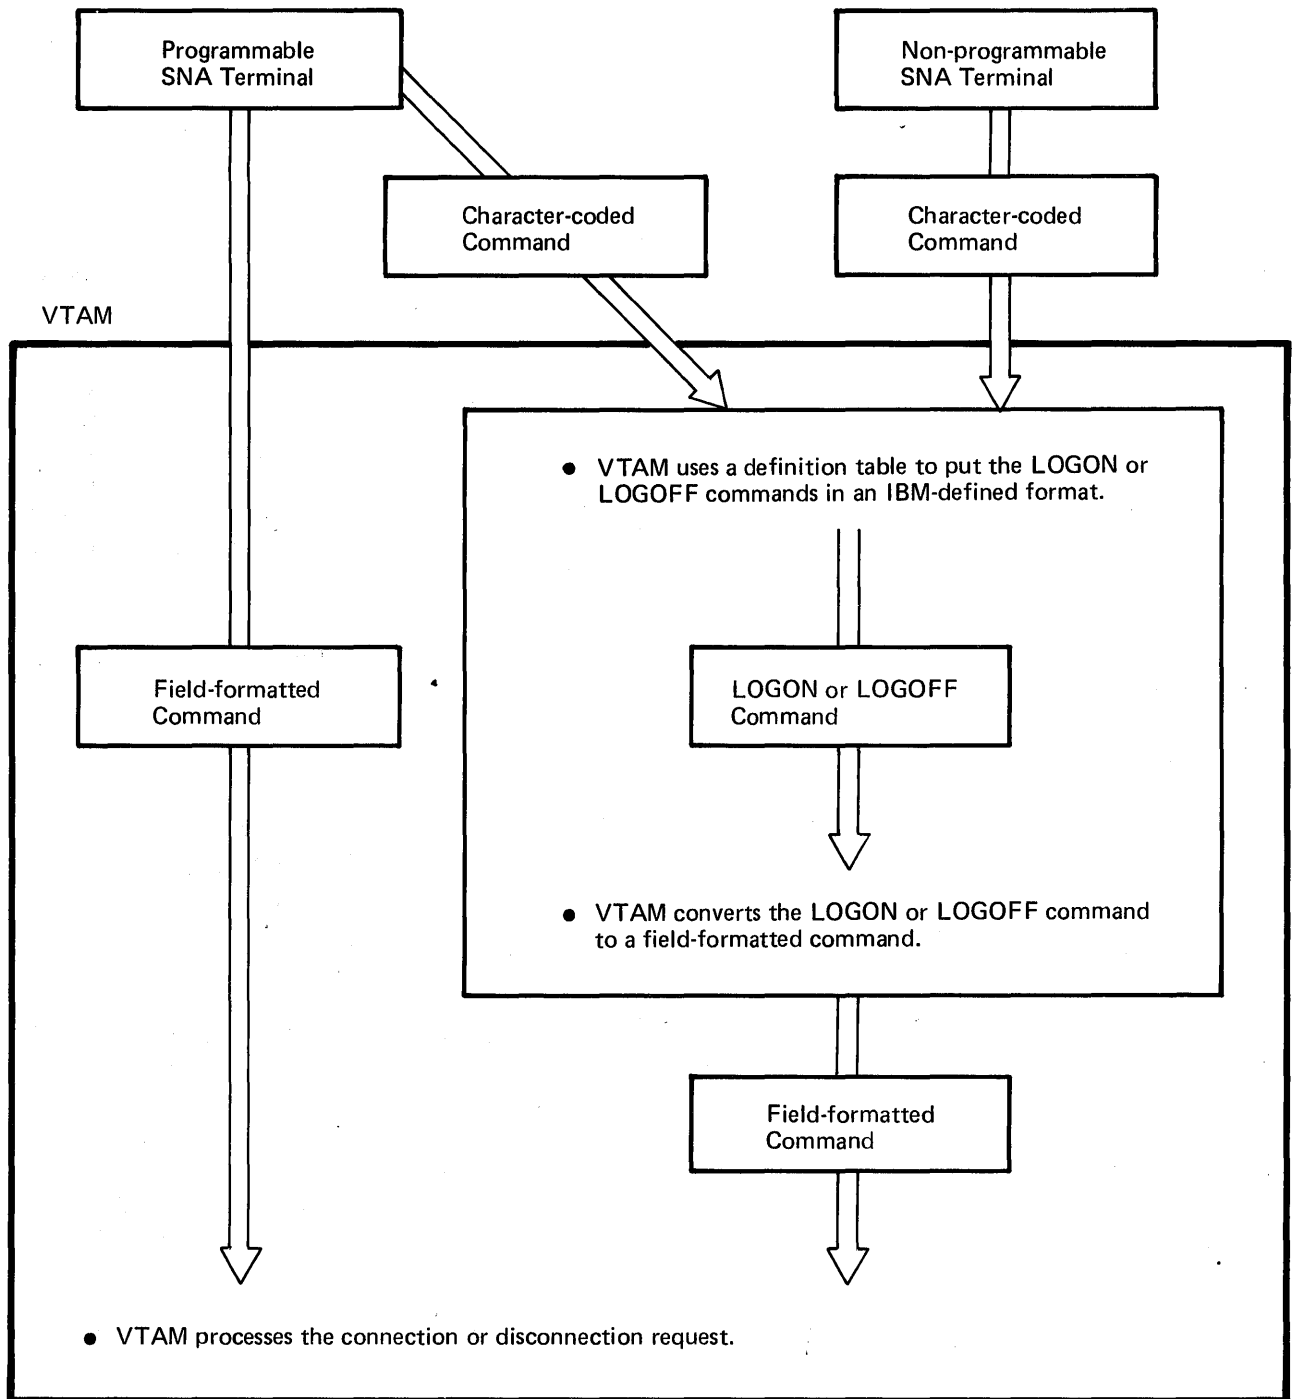 Programmable
SNA Terminal
Non-programmable
SNA Terminal
Character-coded
Command
Character-coded
Command
VTAM
● VTAM uses a definition table to put the LOGON or
LOGOFF commands in an IBM-defined format.
Field-formatted
Command
LOGON or LOGOFF
Command
● VTAM converts the LOGON or LOGOFF command
to a field-formatted command.
Field-formatted
Command
● VTAM processes the connection or disconnection request.